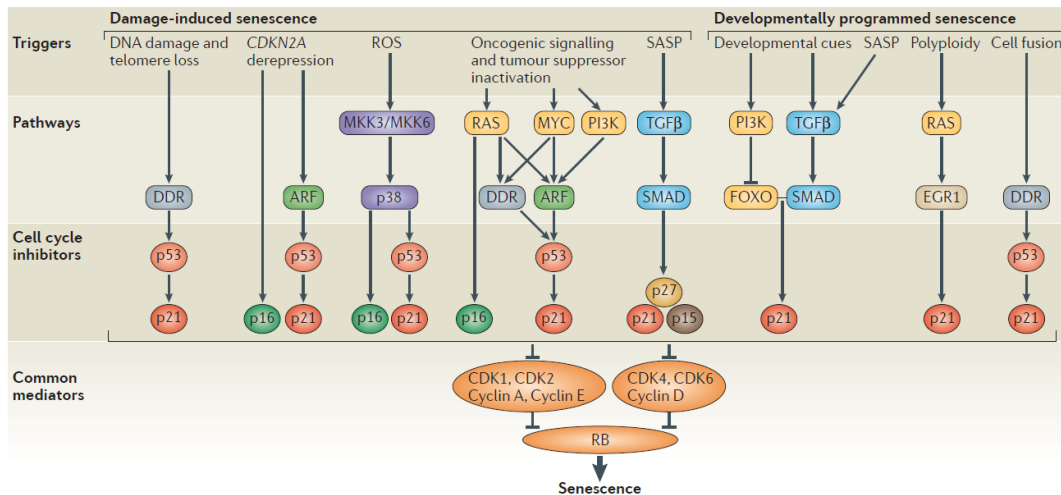 Damage-induced senescence
Developmentally programmed senescence
Triggers
DNA damage and
telomere loss
CDKN2A
derepression
ROS
Oncogenic signalling
and tumour suppressor
inactivation
SASP
Developmental cues
SASP
Polyploidy
Cell fusion
Pathways
MKK3/MKK6
RAS
MYC
PI3K
TGFβ
PI3K
TGFβ
RAS
DDR
ARF
p38
DDR
ARF
SMAD
FOXO
SMAD
EGR1
DDR
Cell cycle
inhibitors
p53
p53
p53
p53
p53
p27
p21
p16
p21
p16
p21
p16
p21
p21
p15
p21
p21
p21
Common
mediators
CDK1, CDK2
Cyclin A, Cyclin E
CDK4, CDK6
Cyclin D
RB
Senescence